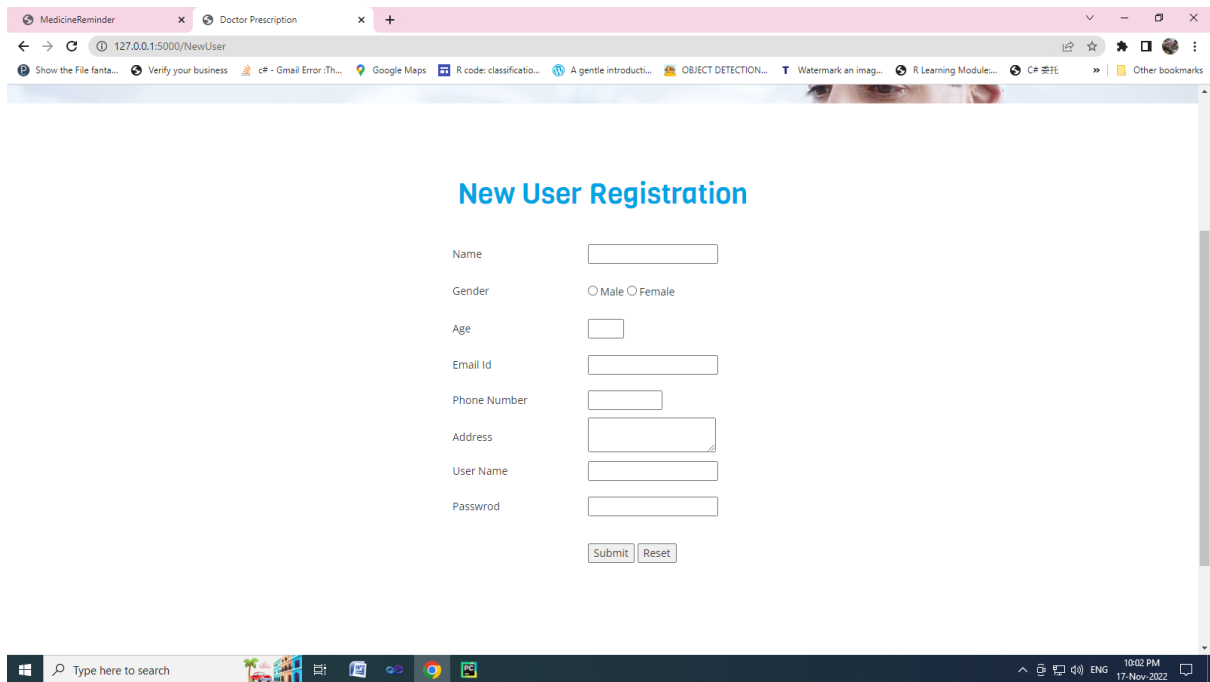 MedicineReminder
Doctor Prescription
127.0.0.1:5000/NewUser
Show the File fanta... Verify your business c# - Gmail Error :Th... Google Maps R code: classificatio... A gentle introducti... OBJECT DETECTION... T Watermark an imag... R Learning Module:... C# 委托 » Other bookmarks
New User Registration
Name
Gender Male Female
Age
Email Id
Phone Number
Address
User Name
Passwrod
Submit Reset
Type here to search
ENG
10:02 PM
17-Nov-2022